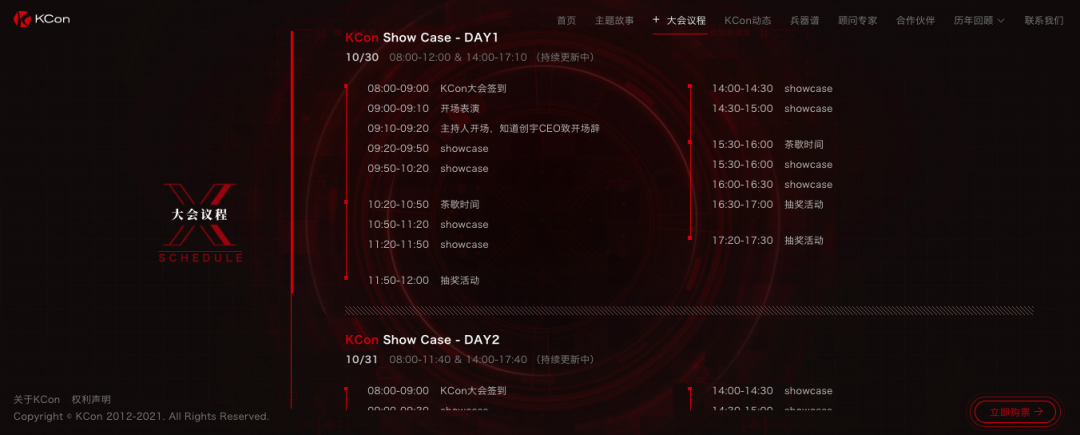 KCon
首页 主题故事 + 大会议程 KCon动态 兵器谱 顾问专家 合作伙伴 历年回顾 联系我们
KCon Show Case - DAY1
10/30 08:00-12:00 & 14:00-17:10 （持续更新中）
08:00-09:00 KCon大会签到
09:00-09:10 开场表演
09:10-09:20 主持人开场，知道创宇CEO致开场辞
09:20-09:50 showcase
09:50-10:20 showcase
10:20-10:50 茶歇时间
10:50-11:20 showcase
11:20-11:50 showcase
11:50-12:00 抽奖活动
14:00-14:30 showcase
14:30-15:00 showcase
15:30-16:00 茶歇时间
15:30-16:00 showcase
16:00-16:30 showcase
16:30-17:00 抽奖活动
17:20-17:30 抽奖活动
大会议程
SCHEDULE
KCon Show Case - DAY2
10/31 08:00-11:40 & 14:00-17:40 （持续更新中）
08:00-09:00 KCon大会签到
09:00-09:30 showcase
14:00-14:30 showcase
14:30-15:00 showcase
关于KCon 权利声明
Copyright © KCon 2012-2021. All Rights Reserved.
立即购票 →